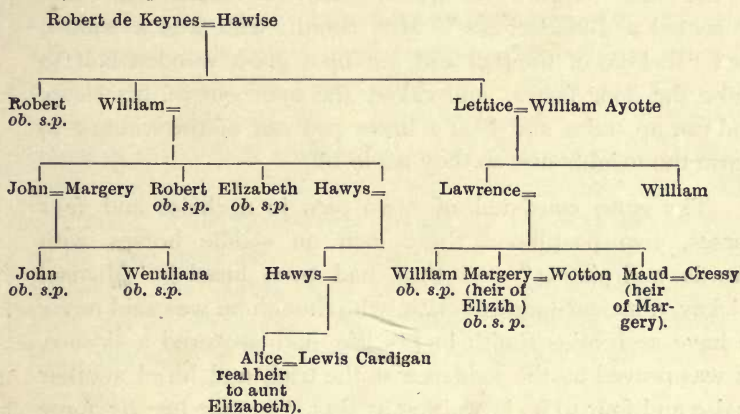 Robert de Keynes=Hawise
Robert William= Lettice=William Ayotte
ob. s.p.
John=Margery Robert Elizabeth Hawys= Lawrence= William
ob. s.p. ob. s.p.
John Wentliana Hawys= William Margery=Wotton Maud=Cressy
ob. s.p. ob. s.p. ob. s.p. (heir of (heir
Elizth ) of Mar-
ob. s. p. gery).
Alice=Lewis Cardigan
real heir
to aunt
Elizabeth).